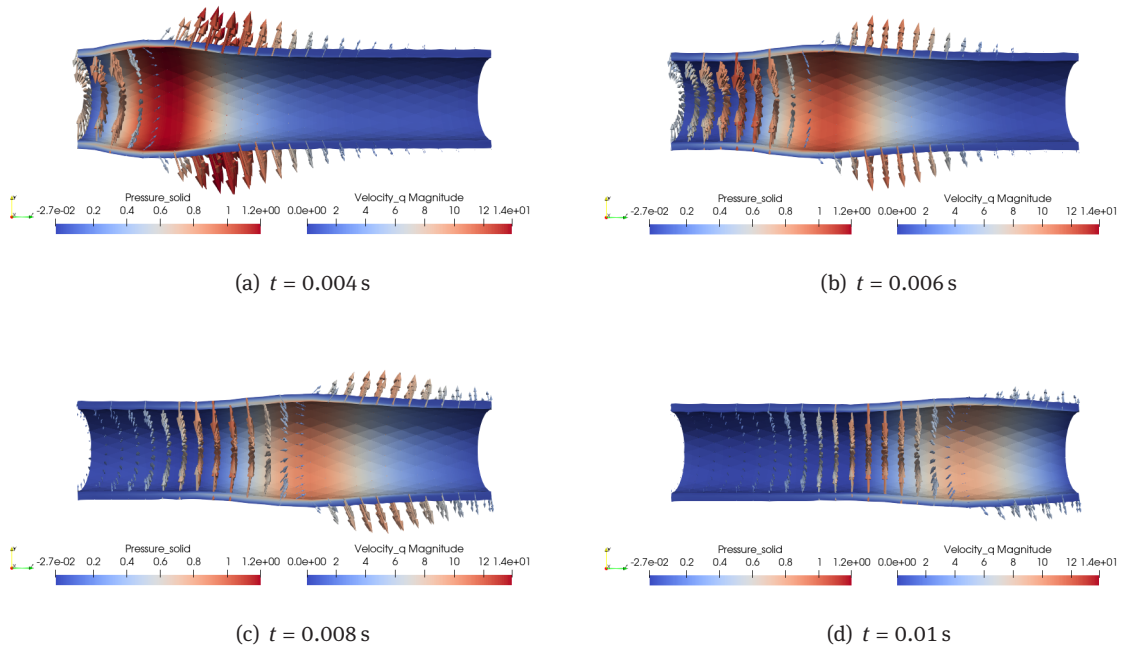 Pressure_solid Velocity_q Magnitude
-2.7e-02 0.2 0.4 0.6 0.8 1 1.2e+00 0.0e+00 2 4 6 8 10 12 1.4e+01
(a) t = 0.004 s
Pressure_solid Velocity_q Magnitude
-2.7e-02 0.2 0.4 0.6 0.8 1 1.2e+00 0.0e+00 2 4 6 8 10 12 1.4e+01
(b) t = 0.006 s
Pressure_solid Velocity_q Magnitude
-2.7e-02 0.2 0.4 0.6 0.8 1 1.2e+00 0.0e+00 2 4 6 8 10 12 1.4e+01
(c) t = 0.008 s
Pressure_solid Velocity_q Magnitude
-2.7e-02 0.2 0.4 0.6 0.8 1 1.2e+00 0.0e+00 2 4 6 8 10 12 1.4e+01
(d) t = 0.01 s